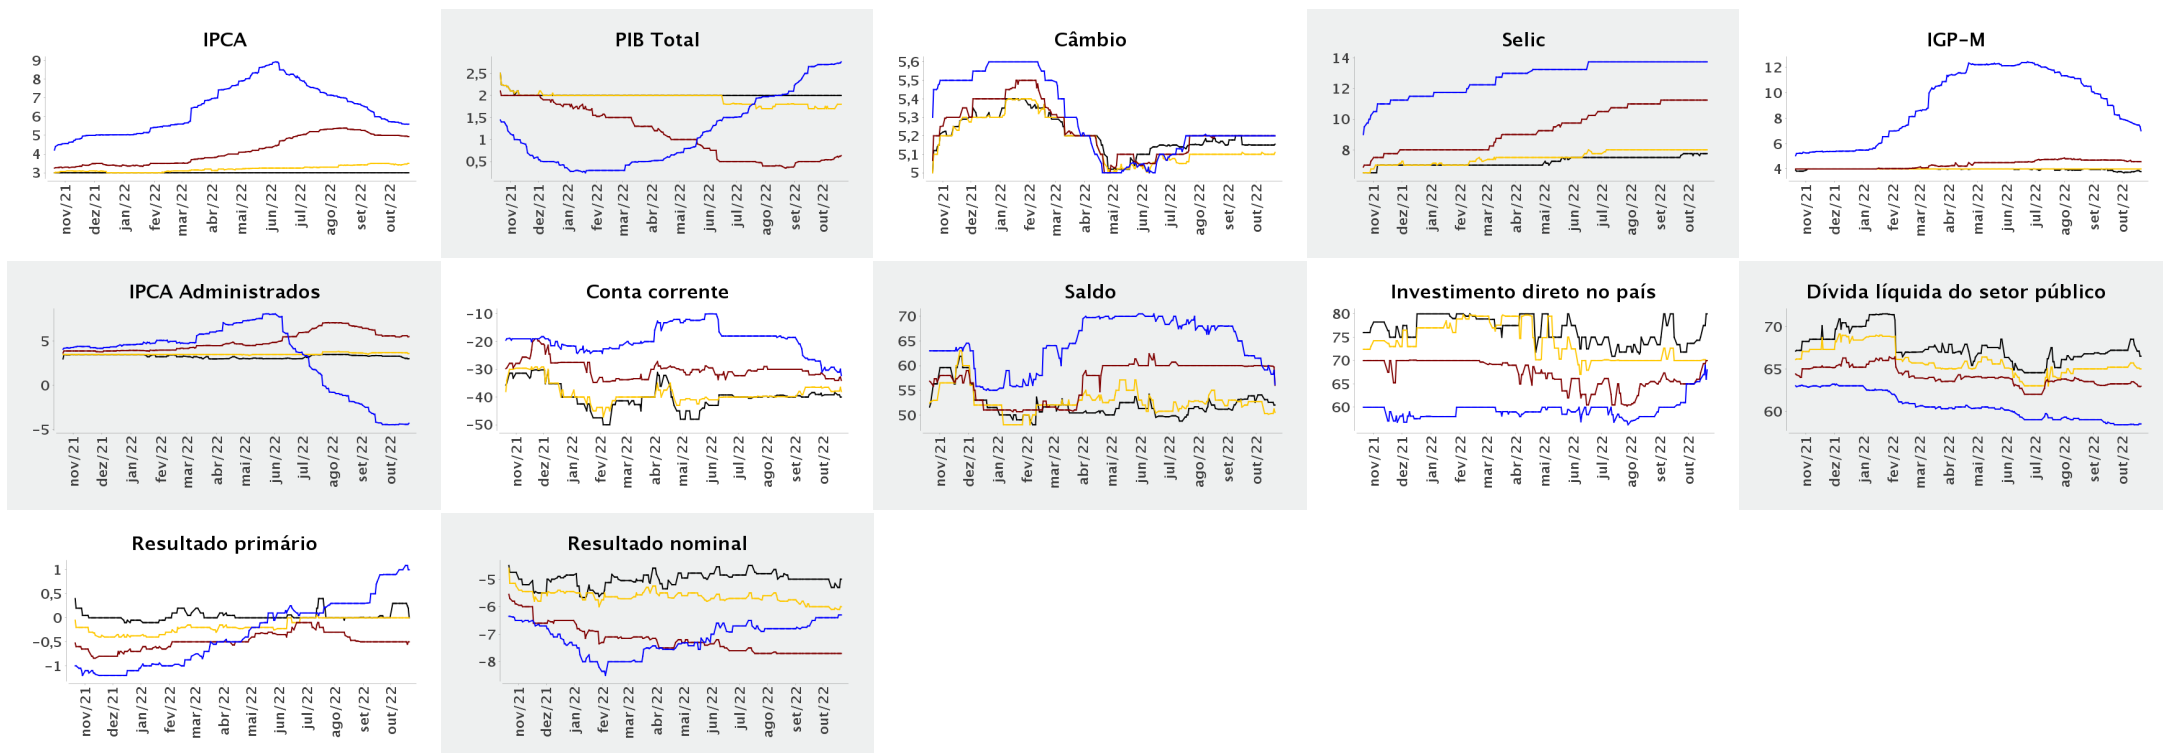 IPCA
9
8
7
6
5
4
3
nov/21 dez/21 jan/22 fev/22 mar/22 abr/22 mai/22 jun/22 jul/22 ago/22 set/22 out/22
PIB Total
2,5
2
1,5
1
0,5
nov/21 dez/21 jan/22 fev/22 mar/22 abr/22 mai/22 jun/22 jul/22 ago/22 set/22 out/22
Câmbio
5,6
5,5
5,4
5,3
5,2
5,1
5
nov/21 dez/21 jan/22 fev/22 mar/22 abr/22 mai/22 jun/22 jul/22 ago/22 set/22 out/22
Selic
14
12
10
8
nov/21 dez/21 jan/22 fev/22 mar/22 abr/22 mai/22 jun/22 jul/22 ago/22 set/22 out/22
IGP-M
12
10
8
6
4
nov/21 dez/21 jan/22 fev/22 mar/22 abr/22 mai/22 jun/22 jul/22 ago/22 set/22 out/22
IPCA Administrados
5
0
-5
nov/21 dez/21 jan/22 fev/22 mar/22 abr/22 mai/22 jun/22 jul/22 ago/22 set/22 out/22
Conta corrente
-10
-20
-30
-40
-50
nov/21 dez/21 jan/22 fev/22 mar/22 abr/22 mai/22 jun/22 jul/22 ago/22 set/22 out/22
Saldo
70
65
60
55
50
nov/21 dez/21 jan/22 fev/22 mar/22 abr/22 mai/22 jun/22 jul/22 ago/22 set/22 out/22
Investimento direto no país
80
75
70
65
60
nov/21 dez/21 jan/22 fev/22 mar/22 abr/22 mai/22 jun/22 jul/22 ago/22 set/22 out/22
Dívida líquida do setor público
70
65
60
nov/21 dez/21 jan/22 fev/22 mar/22 abr/22 mai/22 jun/22 jul/22 ago/22 set/22 out/22
Resultado primário
1
0,5
0
-0,5
-1
nov/21 dez/21 jan/22 fev/22 mar/22 abr/22 mai/22 jun/22 jul/22 ago/22 set/22 out/22
Resultado nominal
-5
-6
-7
-8
nov/21 dez/21 jan/22 fev/22 mar/22 abr/22 mai/22 jun/22 jul/22 ago/22 set/22 out/22